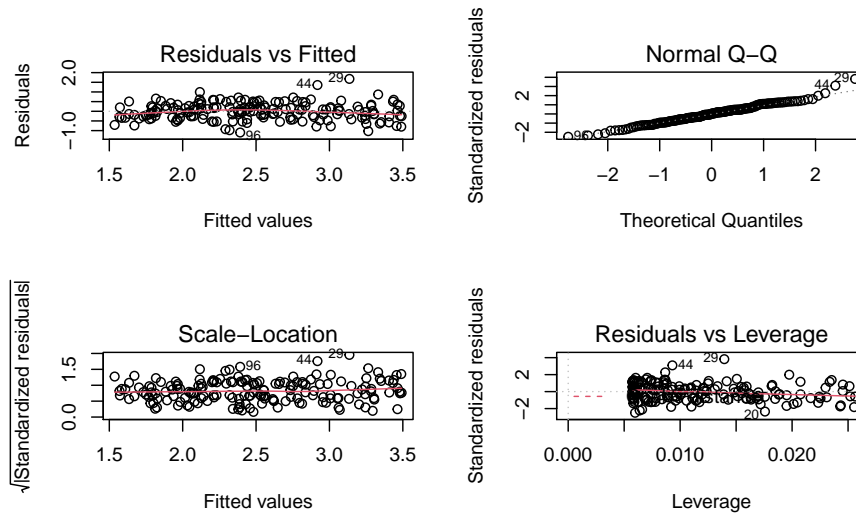 Residuals vs Fitted
Residuals
2.0
−1.0
44
29
96
1.5 2.0 2.5 3.0 3.5
Fitted values
Normal Q−Q
Standardized residuals
2
−2
44
29
96
−2 −1 0 1 2
Theoretical Quantiles
Scale−Location
√|Standardized residuals|
1.5
0.0
96
44
29
1.5 2.0 2.5 3.0 3.5
Fitted values
Residuals vs Leverage
Standardized residuals
2
−2
44
29
20
0.000 0.010 0.020
Leverage